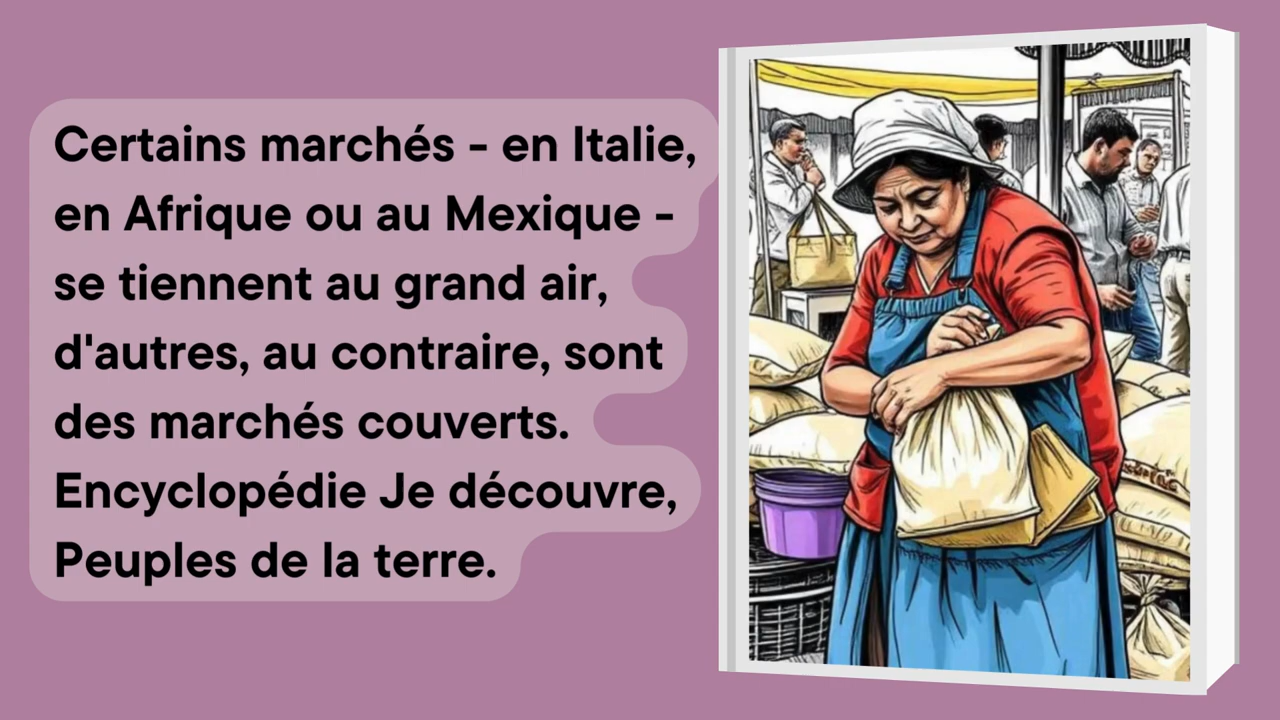 Certains marchés - en Italie,
en Afrique ou au Mexique -
se tiennent au grand air,
d'autres, au contraire, sont
des marchés couverts.
Encyclopédie Je découvre,
Peuples de la terre.